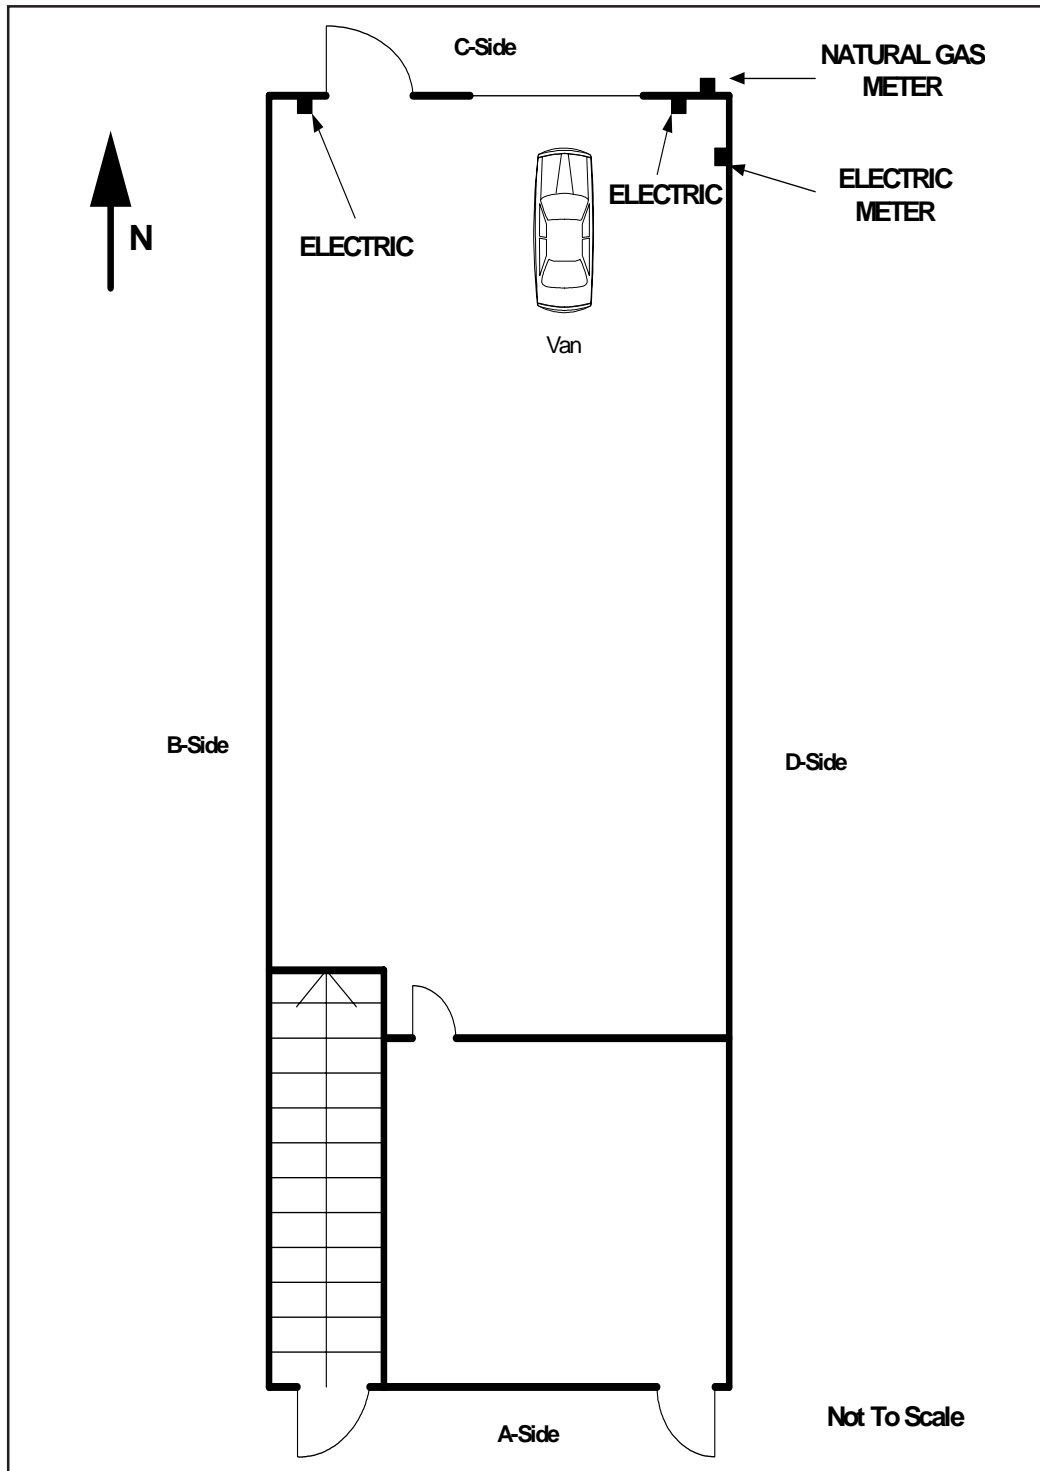 C-Side
NATURAL GAS
METER
ELECTRIC
ELECTRIC
METER
N
ELECTRIC
Van
B-Side
D-Side
Not To Scale
A-Side